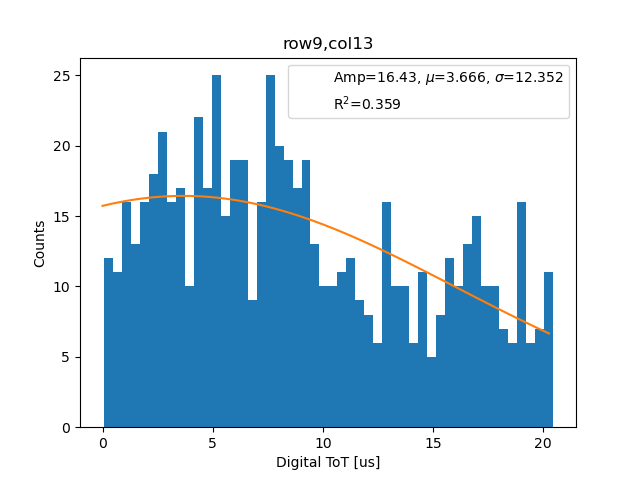 row9,col13
Amp=16.43, μ=3.666, σ=12.352
R²=0.359
25
20
15
10
5
0
Counts
0 5 10 15 20
Digital ToT [us]